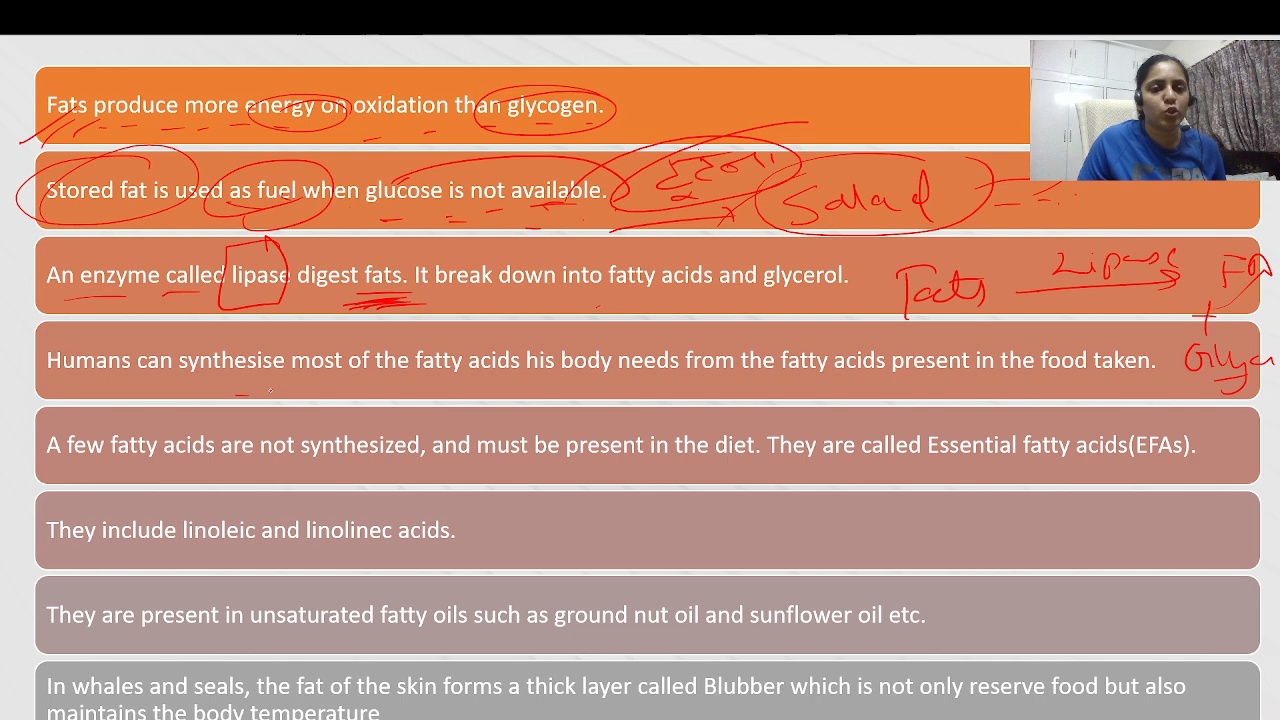 Fats produce more energy on oxidation than glycogen.
Stored fat is used as fuel when glucose is not available.
Salad
An enzyme called lipase digest fats. It break down into fatty acids and glycerol.
Fats Lipase FA
+
Humans can synthesise most of the fatty acids his body needs from the fatty acids present in the food taken.
A few fatty acids are not synthesized, and must be present in the diet. They are called Essential fatty acids(EFAs).
They include linoleic and linolinec acids.
They are present in unsaturated fatty oils such as ground nut oil and sunflower oil etc.
In whales and seals, the fat of the skin forms a thick layer called Blubber which is not only reserve food but also
maintains the body temperature